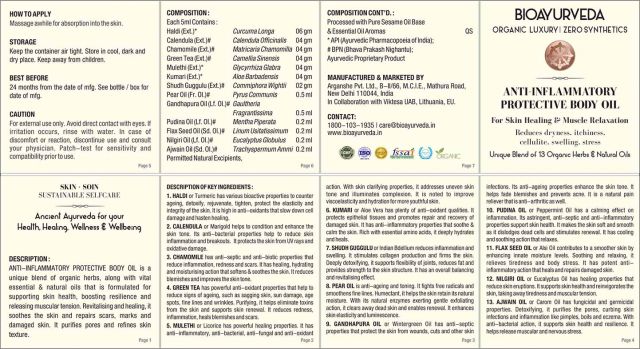 HOW TO APPLY
Massage awhile for absorption into the skin.
STORAGE
Keep the container air tight. Store in cool, dark and
dry place. Keep away from children.
BEST BEFORE
24 months from the date of mfg. See bottle / box for
date of mfg.
CAUTION
For external use only. Avoid direct contact with eyes. If
irritation occurs, rinse with water. In case of
discomfort or reaction, discontinue use and consult
your physician. Patch-test for sensitivity and
compatibility prior to use.
Page 5
COMPOSITION :
Each 5ml Contains :
Haldi (Ext.)* Curcuma Longa 06 gm
Calendula (Ext.)# Calendula Officinalis 04 gm
Chamomile (Ext.)# Matricaria Chamomilla 04 gm
Green Tea (Ext.)# Camellia Sinensis 04 gm
Mulethi (Ext.)* Glycyrrhiza Glabra 04 gm
Kumari (Ext.)* Aloe Barbadensis 04 gm
Shudh Guggulu (Ext.)# Commiphora Wightii 02 gm
Pear Oil (Fr. Ol.)# Pyrus Communis 0.5 ml
Gandhapura Oil (Lf. Ol)# Gaultheria
Fragrantissima 0.5 ml
Pudina Oil (Lf. Ol.)# Mentha Piperata 0.2 ml
Flax Seed Oil (Sd. Ol)# Linum Usitatissimum 0.2 ml
Nilgiri Oil (Lf. Ol)* Eucalyptus Globulus 0.2 ml
Ajwain Oil (Sd. Ol)* Trachyspermum Ammi 0.2 ml
Permitted Natural Excipients,
Page 6
COMPOSITION CONT'D. :
Processed with Pure Sesame Oil Base
& Essential Oil Aromas QS
* API (Ayurvedic Pharmacopoeia of India);
# BPN (Bhava Prakash Nighantu);
Ayurvedic Proprietary Product
MANUFACTURED & MARKETED BY
Arganshe Pvt. Ltd., B-II/66, M.C.I.E., Mathura Road,
New Delhi 110044, India
In Collaboration with Viktesa UAB, Lithuania, EU.
CONTACT:
1800-103-1935 | care@bioayurveda.in
www.bioayurveda.in
fssai
ORGANIC
Page 7
BIOAYURVEDA
ORGANIC LUXURY | ZERO SYNTHETICS
ANTI-INFLAMMATORY
PROTECTIVE BODY OIL
For Skin Healing & Muscle Relaxation
Reduces dryness, itchiness,
cellulite, swelling, stress
Unique Blend of 13 Organic Herbs & Natural Oils
SKIN + SOIN
SUSTAINABLE SELFCARE
Ancient Ayurveda for your
Health, Healing, Wellness & Wellbeing
DESCRIPTION :
ANTI-INFLAMMATORY PROTECTIVE BODY OIL is a
unique blend of organic herbs, along with vital
essential & natural oils that is formulated for
supporting skin health, boosting resilience and
releasing muscular tension. Revitalizing and healing, it
soothes the skin and repairs scars, marks and
damaged skin. It purifies pores and refines skin
texture.
Page 1
DESCRIPTION OF KEY INGREDIENTS :
1. HALDI or Turmeric has various bioactive properties to counter
ageing, detoxify, rejuvenate, tighten, protect the elasticity and
integrity of the skin. It is high in anti-oxidants that slow down cell
damage and hasten healing.
2. CALENDULA or Marigold helps to condition and enhance the
skin tone. Its anti-bacterial properties help to reduce skin
inflammation and breakouts. It protects the skin from UV rays and
oxidative damage.
3. CHAMOMILE has anti-septic and anti-biotic properties that
reduce inflammation, redness and scars. It has relaxing, hydrating
and moisturising action that softens & soothes the skin. It reduces
blemishes and improves the skin tone.
4. GREEN TEA has powerful anti-oxidant properties that help to
reduce signs of ageing, such as sagging skin, sun damage, age
spots, fine lines and wrinkles. Purifying, it helps eliminate toxins
from the skin and supports skin renewal. It reduces redness,
inflammation, heals blemishes and scars.
5. MULETHI or Licorice has powerful healing properties. It has
anti-inflammatory, anti-bacterial, anti-fungal and anti-oxidant
Page 2
action. With skin clarifying properties, it addresses uneven skin
tone and illuminates complexion. It is noted to improve
viscoelasticity and hydration for more youthful skin.
6. KUMARI or Aloe Vera has plenty of anti-oxidant qualities. It
protects epithelial tissues and promotes repair and recovery of
damaged skin. It has anti-inflammatory properties that soothe &
calm the skin. Rich with essential amino acids, it deeply hydrates
and heals.
7. SHUDH GUGGULU or Indian Bdellium reduces inflammation and
swelling. It stimulates collagen production and firms the skin.
Deeply detoxifying, it supports flexibility of joints, reduces fat and
provides strength to the skin structure. It has an overall balancing
and revitalizing effect.
8. PEAR OIL is anti-ageing and toning. It fights free radicals and
smoothens fine lines. Humectant, it helps the skin retain its natural
moisture. With its natural enzymes exerting gentle exfoliating
action, it clears away dead skin and enables renewal. It enhances
skin elasticity and luminescence.
9. GANDHAPURA OIL or Wintergreen Oil has anti-septic
properties that protect the skin from wounds, cuts and other skin
Page 3
infections. Its anti-ageing properties enhance the skin tone. It
helps fade blemishes and prevents acne. It is a natural pain
reliever that is anti-arthritic as well.
10. PUDINA OIL or Peppermint Oil has a calming effect on
inflammation. Its astringent, anti-septic and anti-inflammatory
properties support skin health. It makes the skin soft and smooth
as it dislodges dead cells and stimulates renewal. It has cooling
and soothing action that relaxes.
11. FLAX SEED OIL or Alsi Oil contributes to a smoother skin by
enhancing innate moisture levels. Soothing and relaxing, it
relieves tiredness and body stress. It has potent anti-
inflammatory action that heals and repairs damaged skin.
12. NILGIRI OIL or Eucalyptus Oil has healing properties that
reduce skin eruptions. It supports skin health and reinvigorates the
skin, taking away tiredness and muscular tension.
13. AJWAIN OIL or Carom Oil has fungicidal and germicidal
properties. Detoxifying, it purifies the pores, curbing skin
infections and inflammation like pimples, boils and eczema. With
anti-bacterial action, it supports skin health and resilience. It
helps release muscular and nervous stress.
Page 4